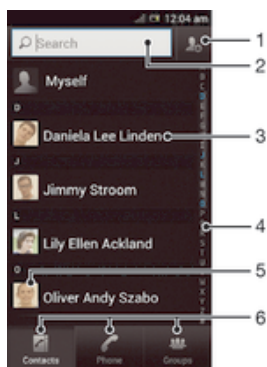 12:04 am
Search
1
2
Myself
D
Daniela Lee Linden
3
J
Jimmy Stroom
L
4
Lily Ellen Ackland
O
5
Oliver Andy Szabo
6
Contacts
Phone
Groups